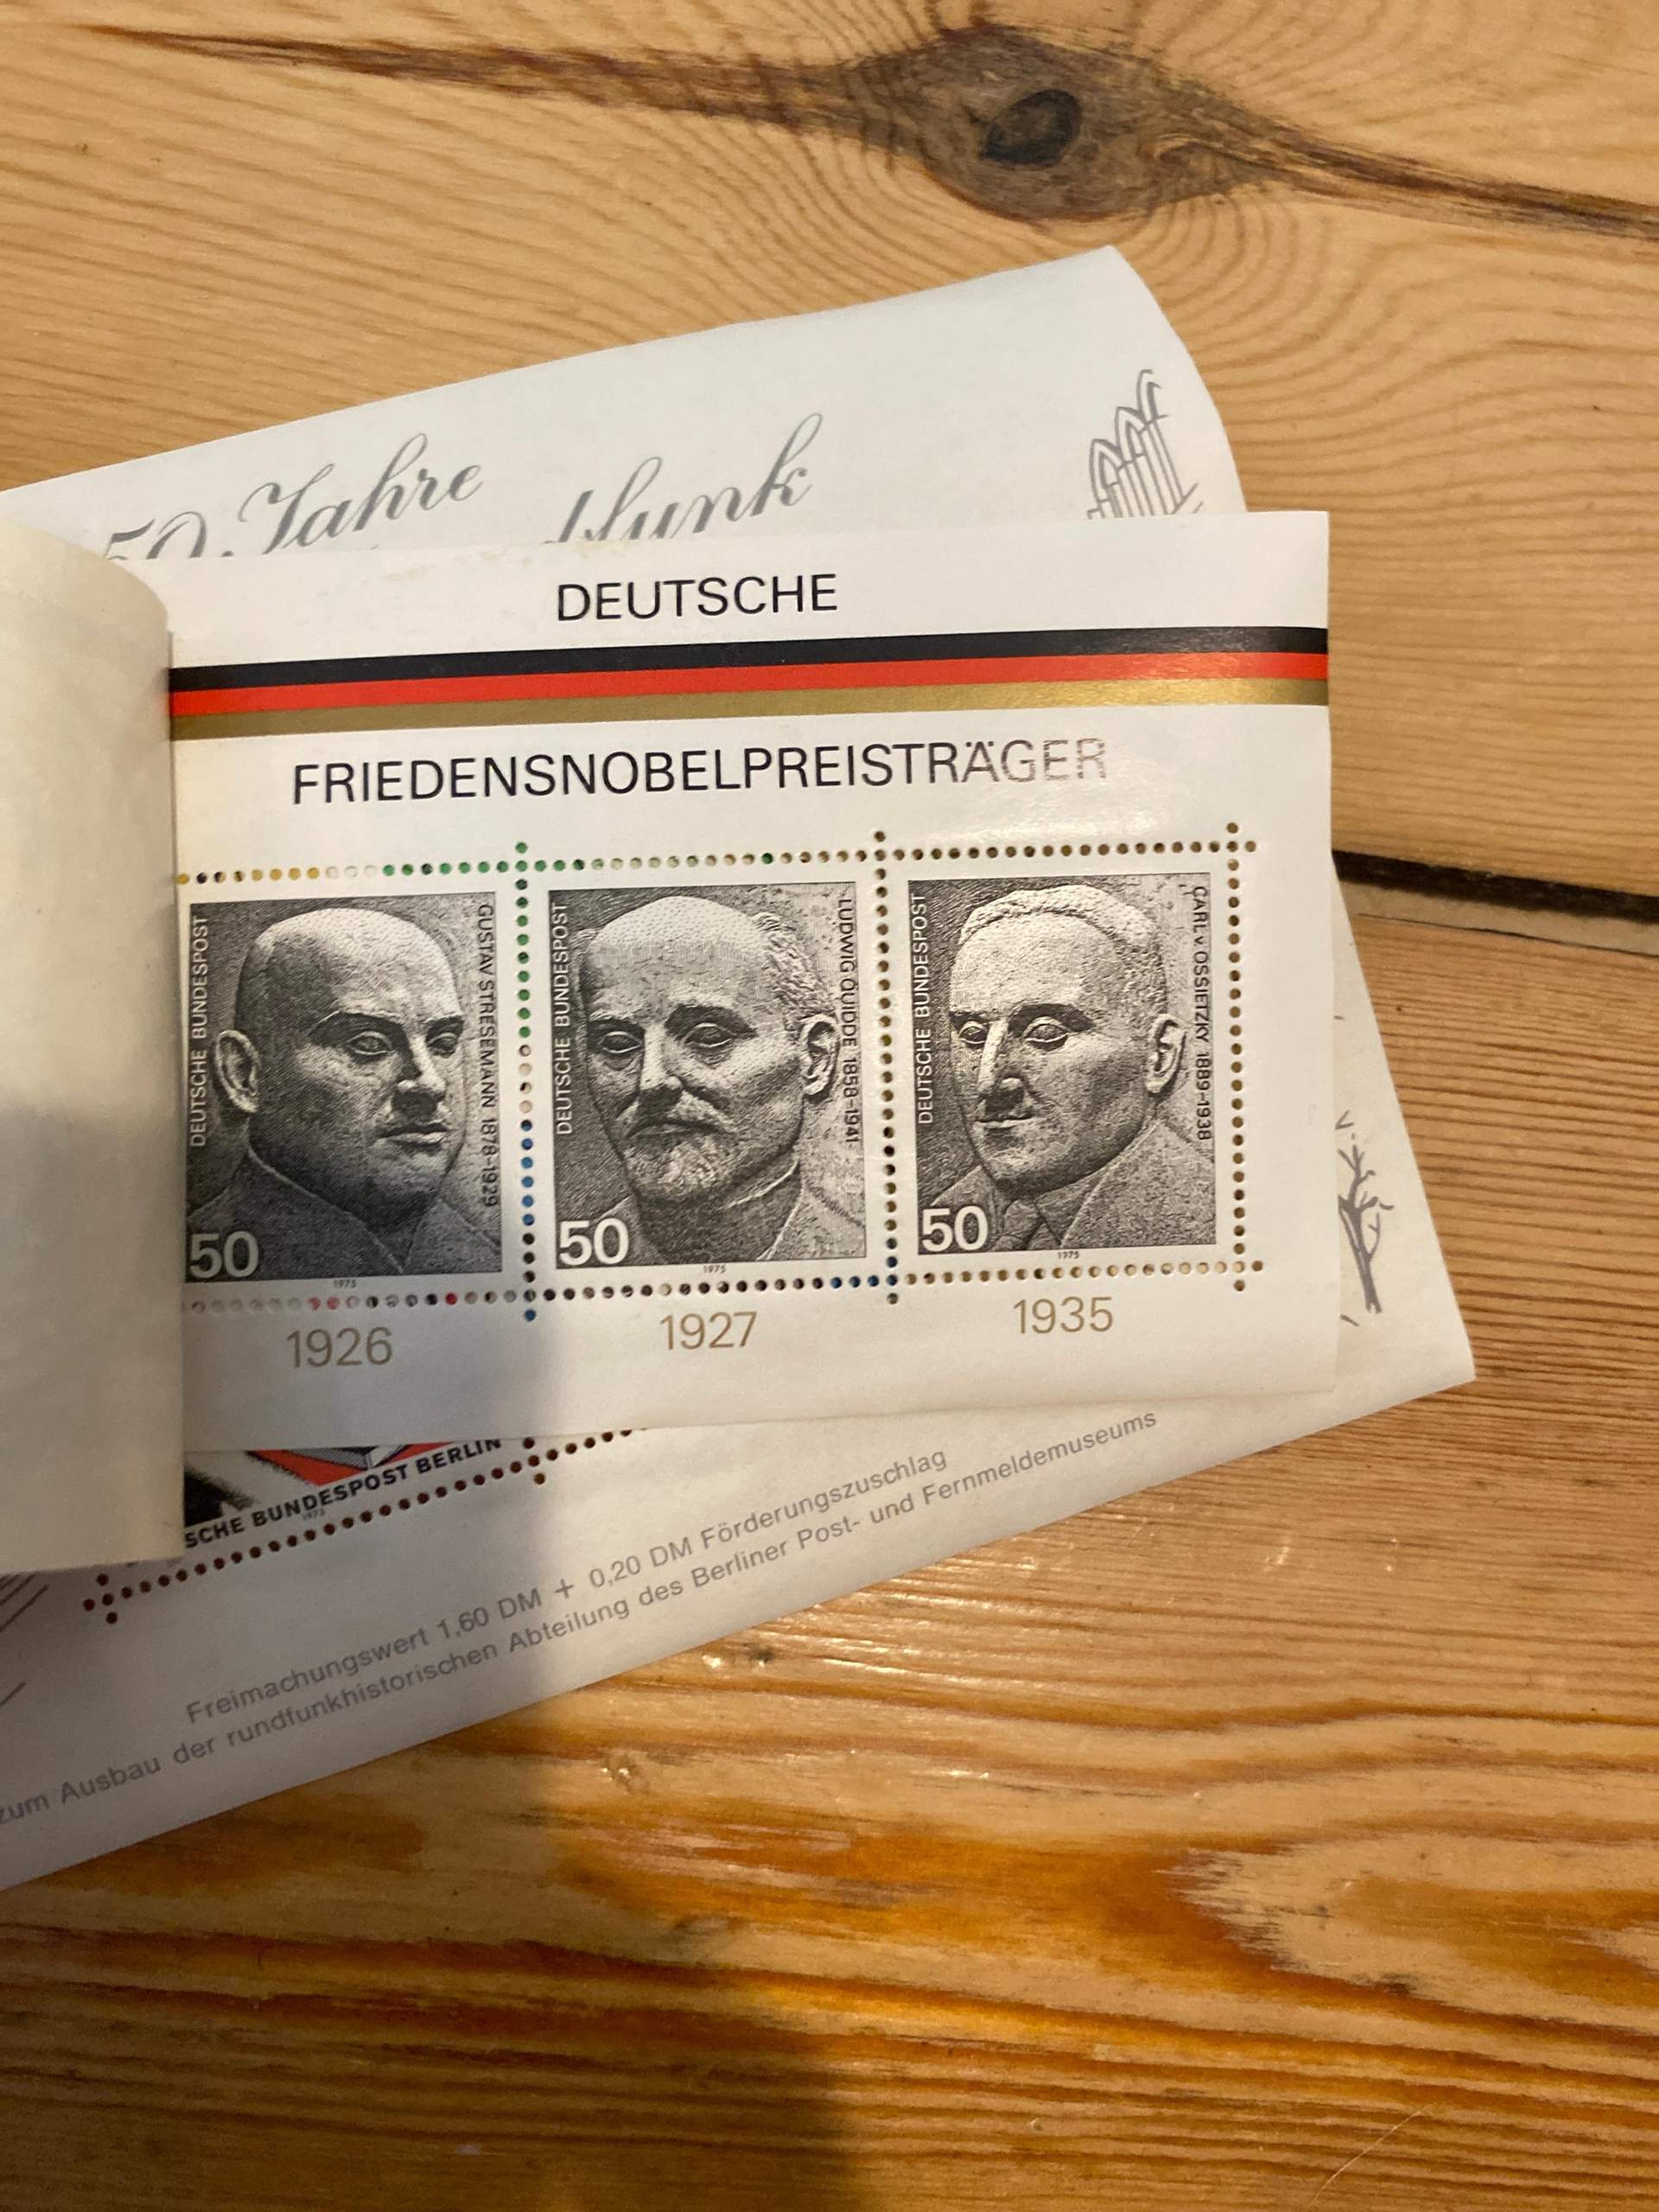 50 Jahre
DEUTSCHE
FRIEDENSNOBELPREISTRÄGER
DEUTSCHE BUNDESPOST
GUSTAV STRESEMANN 1878-1929
50
1975
DEUTSCHE BUNDESPOST
LUDWIG QUIDDE 1858-1941
50
1975
DEUTSCHE BUNDESPOST
CARL v OSSIETZKY 1889-1938
50
1975
1926
1927
1935
SCHE BUNDESPOST BERLIN
1973
Freimachungswert 1,60 DM + 0,20 DM Förderungszuschlag
zum Ausbau der rundfunkhistorischen Abteilung des Berliner Post- und Fernmeldemuseums